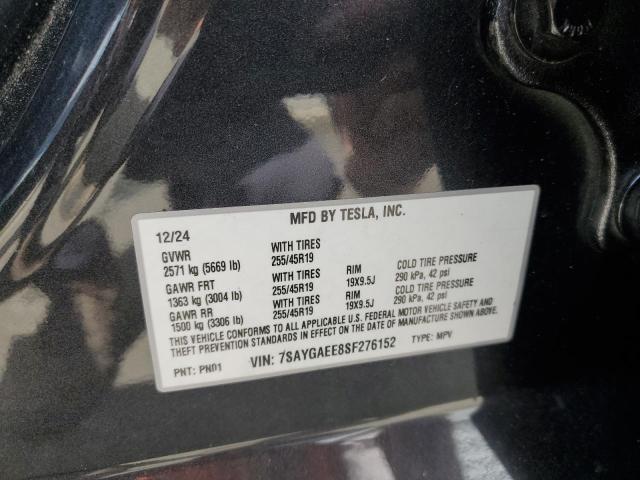 MFD BY TESLA, INC.
12/24
GVWR WITH TIRES
2571 kg (5669 lb) 255/45R19
GAWR FRT WITH TIRES RIM COLD TIRE PRESSURE
1363 kg (3004 lb) 255/45R19 19X9.5J 290 kPa, 42 psi
GAWR RR WITH TIRES RIM COLD TIRE PRESSURE
1500 kg (3306 lb) 255/45R19 19X9.5J 290 kPa, 42 psi
THIS VEHICLE CONFORMS TO ALL APPLICABLE U.S. FEDERAL MOTOR VEHICLE SAFETY AND
THEFT PREVENTION STANDARDS IN EFFECT ON THE DATE OF MANUFACTURE SHOWN ABOVE.
PNT: PN01 VIN: 7SAYGAEE8SF276152 TYPE: MPV